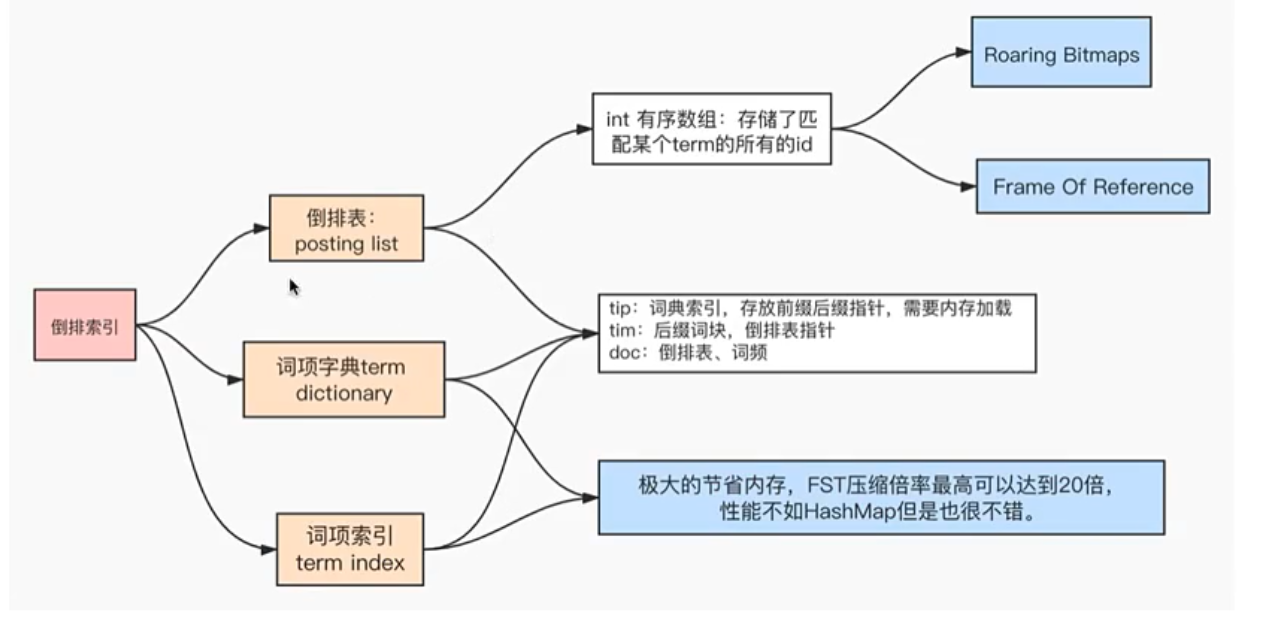 倒排索引
倒排表：
posting list
词项字典term
dictionary
词项索引
term index
int 有序数组：存储了匹
配某个term的所有的id
Roaring Bitmaps
Frame Of Reference
tip：词典索引，存放前缀后缀指针，需要内存加载
tim：后缀词块，倒排表指针
doc：倒排表、词频
极大的节省内存，FST压缩倍率最高可以达到20倍，
性能不如HashMap但是也很不错。